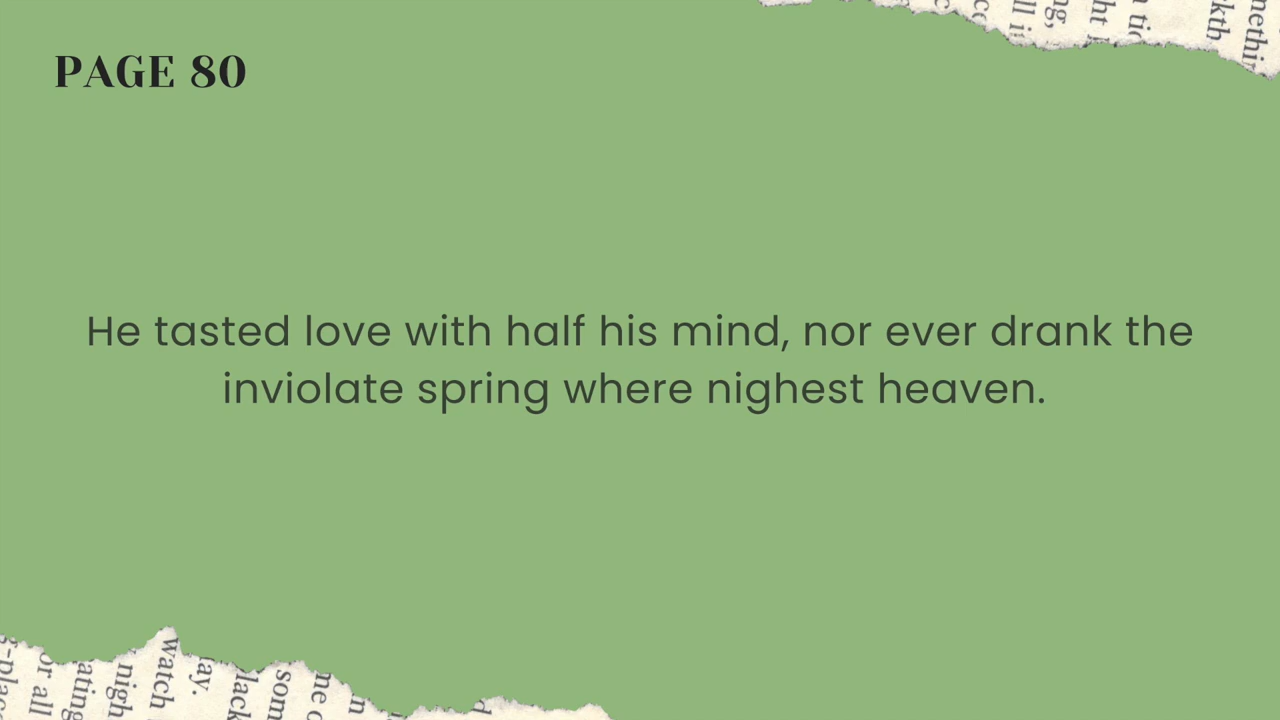 PAGE 80
He tasted love with half his mind, nor ever drank the
inviolate spring where nighest heaven.